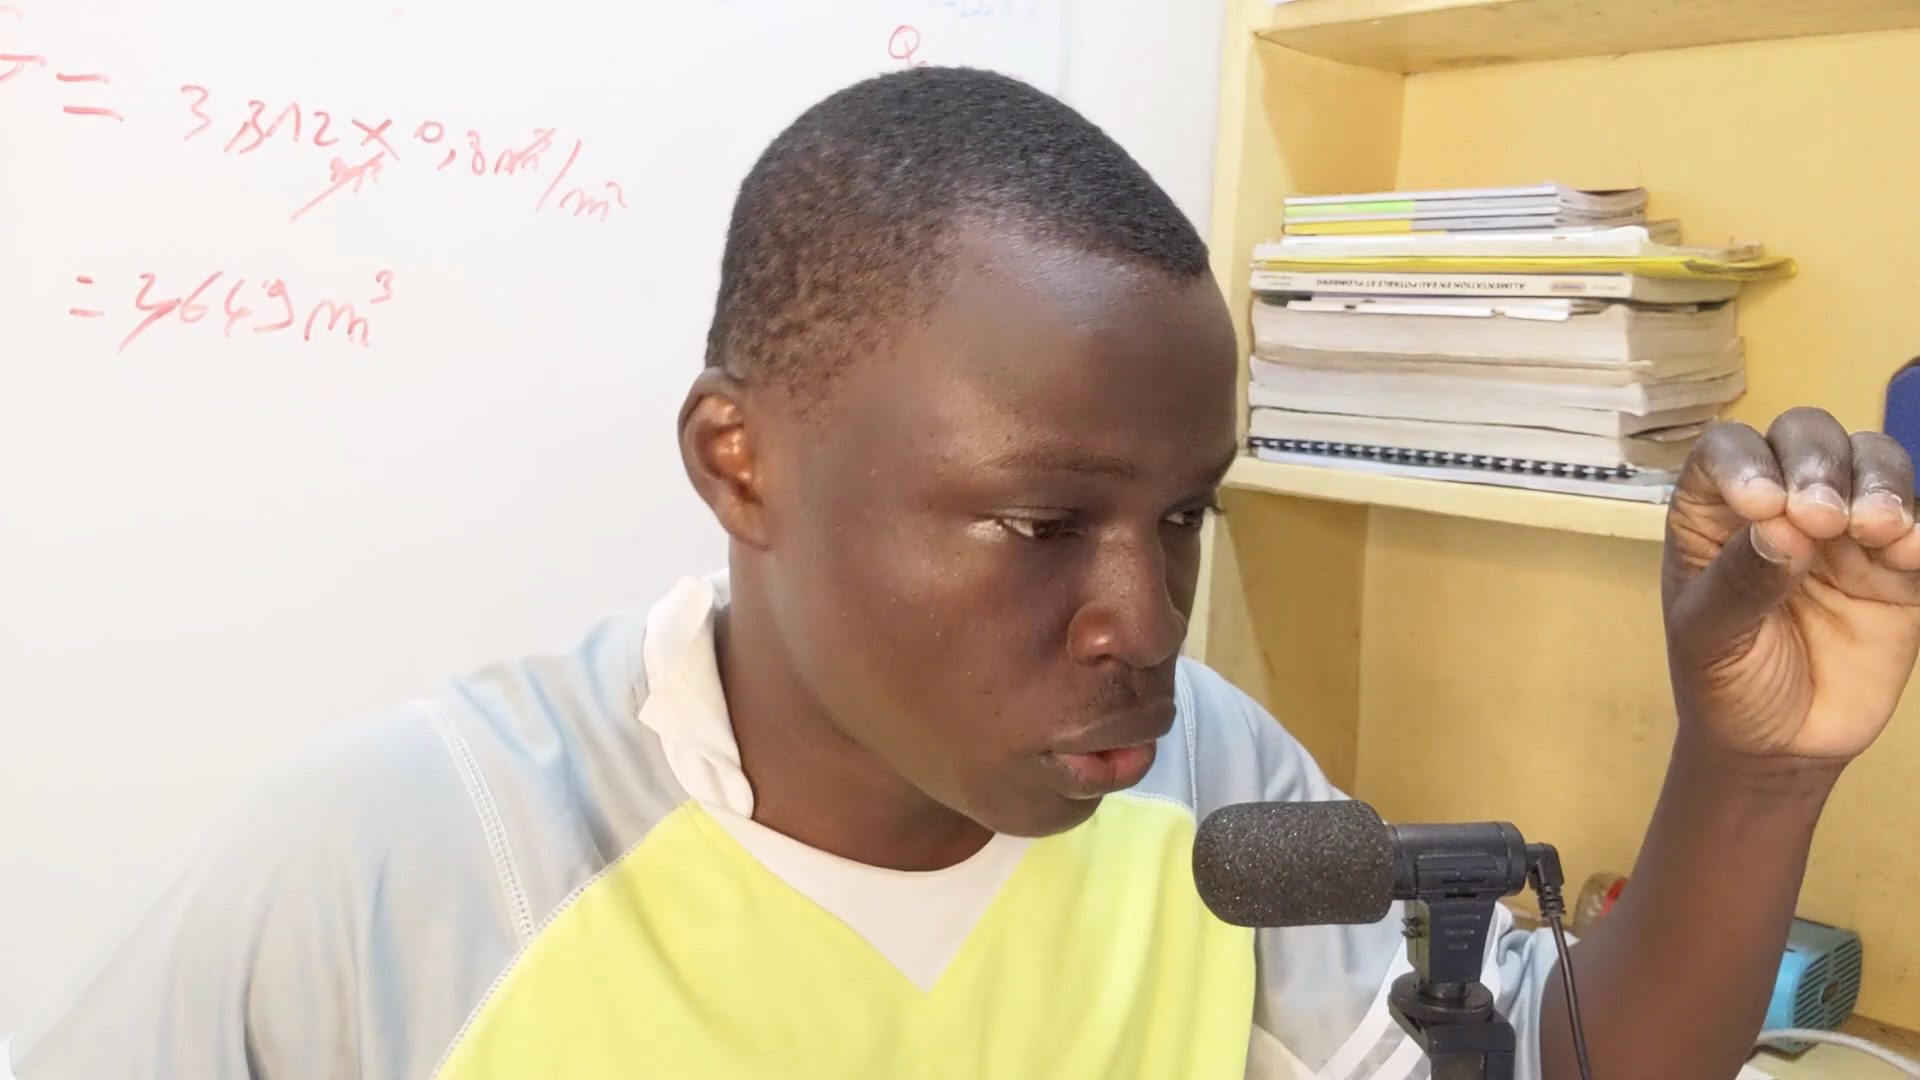 Q
= 3,312 × 0,8 m³/m²
= 2,649 m³
ALIMENTATION EN EAU POTABLE ET PLOMBERIE